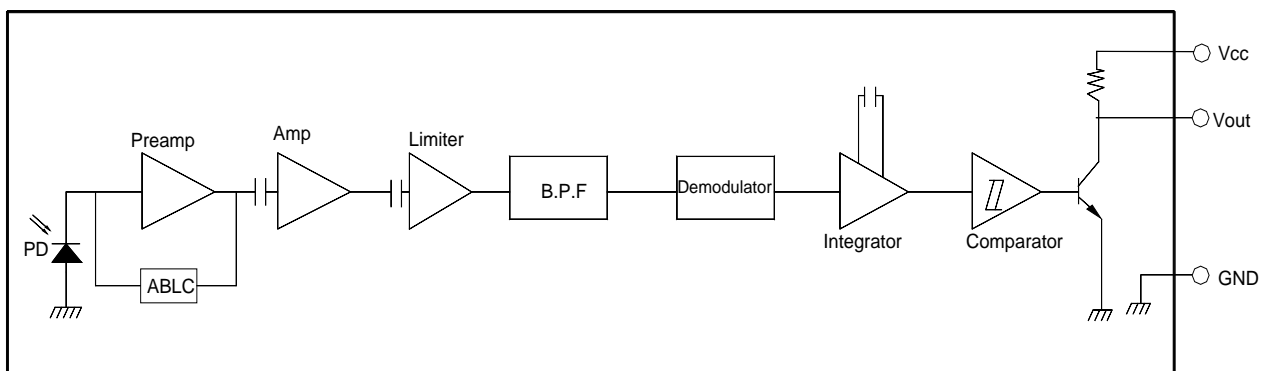 Vcc
Vout
Preamp
Amp
Limiter
B.P.F
Demodulator
Integrator
Comparator
PD
ABLC
GND